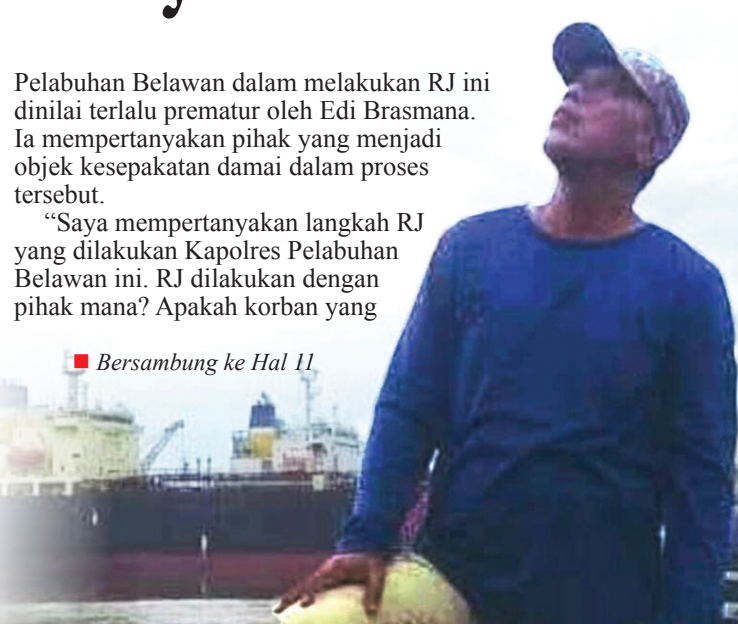 y
Pelabuhan Belawan dalam melakukan RJ ini
dinilai terlalu prematur oleh Edi Brasmana.
Ia mempertanyakan pihak yang menjadi
objek kesepakatan damai dalam proses
tersebut.
“Saya mempertanyakan langkah RJ
yang dilakukan Kapolres Pelabuhan
Belawan ini. RJ dilakukan dengan
pihak mana? Apakah korban yang
Bersambung ke Hal 11